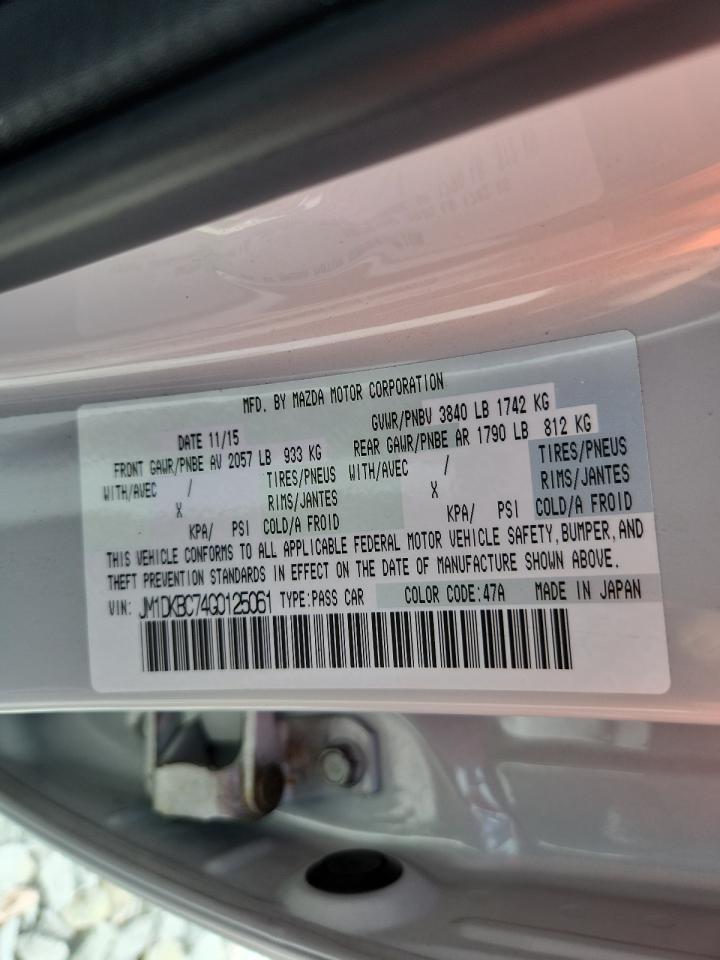 MFD. BY MAZDA MOTOR CORPORATION
DATE 11/15 GVWR/PNBV 3840 LB 1742 KG
FRONT GAWR/PNBE AV 2057 LB 933 KG REAR GAWR/PNBE AR 1790 LB 812 KG
WITH/AVEC / TIRES/PNEUS WITH/AVEC / TIRES/PNEUS
X RIMS/JANTES X RIMS/JANTES
KPA/ PSI COLD/A FROID KPA/ PSI COLD/A FROID
THIS VEHICLE CONFORMS TO ALL APPLICABLE FEDERAL MOTOR VEHICLE SAFETY, BUMPER, AND
THEFT PREVENTION STANDARDS IN EFFECT ON THE DATE OF MANUFACTURE SHOWN ABOVE.
VIN: JM1DKBC74G0125061 TYPE:PASS CAR COLOR CODE:47A MADE IN JAPAN